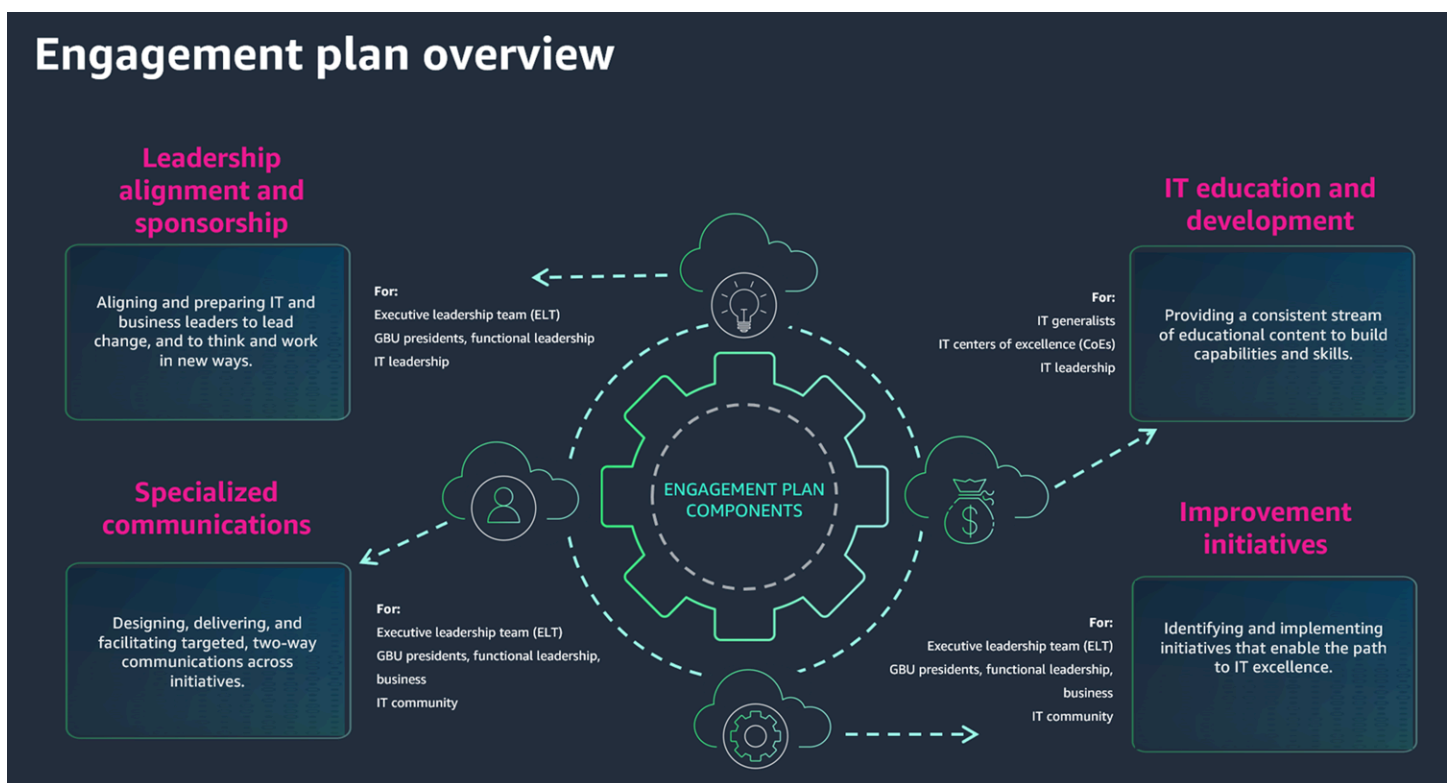 Engagement plan overview
Leadership
alignment and
sponsorship
Aligning and preparing IT and
business leaders to lead
change, and to think and work
in new ways.
For:
Executive leadership team (ELT)
GBU presidents, functional leadership
IT leadership
IT education and
development
For:
IT generalists
IT centers of excellence (CoEs)
IT leadership
Providing a consistent stream
of educational content to build
capabilities and skills.
ENGAGEMENT PLAN
COMPONENTS
$
Specialized
communications
Designing, delivering, and
facilitating targeted, two-way
communications across
initiatives.
For:
Executive leadership team (ELT)
GBU presidents, functional leadership,
business
IT community
Improvement
initiatives
For:
Executive leadership team (ELT)
GBU presidents, functional leadership,
business
IT community
Identifying and implementing
initiatives that enable the path
to IT excellence.